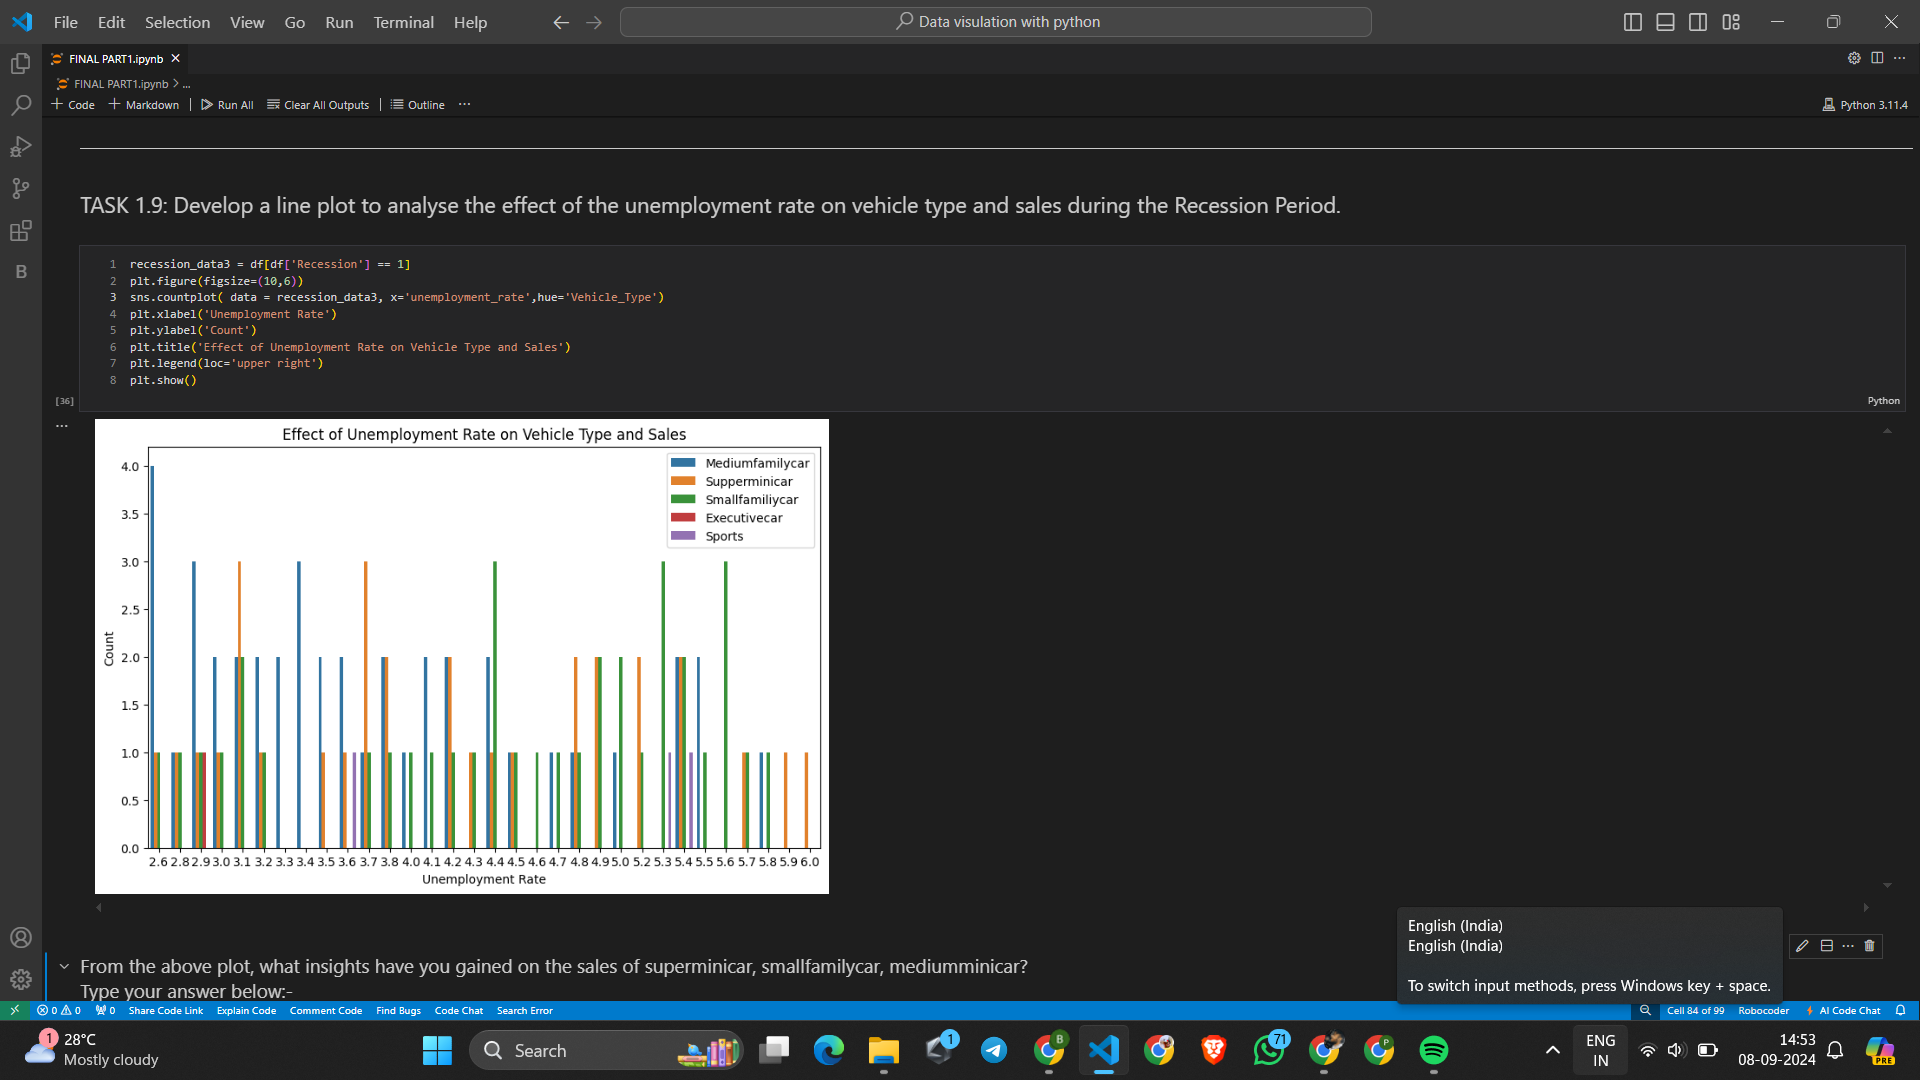 File Edit Selection View Go Run Terminal Help
Data visulation with python
FINAL PART1.ipynb
FINAL PART1.ipynb > ...
Code Markdown Run All Clear All Outputs Outline ...
Python 3.11.4
B
TASK 1.9: Develop a line plot to analyse the effect of the unemployment rate on vehicle type and sales during the Recession Period.
1 recession_data3 = df[df['Recession'] == 1]
2 plt.figure(figsize=(10,6))
3 sns.countplot( data = recession_data3, x='unemployment_rate',hue='Vehicle_Type')
4 plt.xlabel('Unemployment Rate')
5 plt.ylabel('Count')
6 plt.title('Effect of Unemployment Rate on Vehicle Type and Sales')
7 plt.legend(loc='upper right')
8 plt.show()
[36]
Python
...
Effect of Unemployment Rate on Vehicle Type and Sales
Mediumfamilycar
Supperminicar
Smallfamiliycar
Executivecar
Sports
4.0
3.5
3.0
2.5
2.0
1.5
1.0
0.5
0.0
Count
2.6 2.8 2.9 3.0 3.1 3.2 3.3 3.4 3.5 3.6 3.7 3.8 4.0 4.1 4.2 4.3 4.4 4.5 4.6 4.7 4.8 4.9 5.0 5.2 5.3 5.4 5.5 5.6 5.7 5.8 5.9 6.0
Unemployment Rate
From the above plot, what insights have you gained on the sales of superminicar, smallfamilycar, mediumminicar?
Type your answer below:-
English (India)
English (India)
To switch input methods, press Windows key + space.
0 0 0 Share Code Link Explain Code Comment Code Find Bugs Code Chat Search Error
Cell 84 of 99 Robocoder AI Code Chat
1
28°C
Mostly cloudy
Search
1
B
71
P
ENG
IN
14:53
08-09-2024
PRE